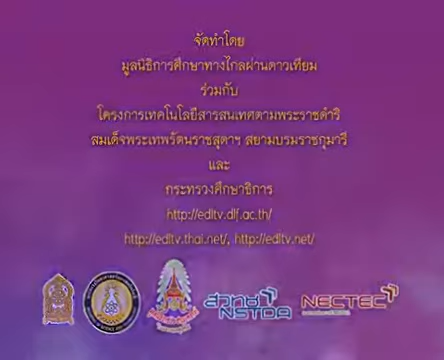 จัดทำโดย
มูลนิธิการศึกษาทางไกลผ่านดาวเทียม
ร่วมกับ
โครงการเทคโนโลยีสารสนเทศตามพระราชดำริ
สมเด็จพระเทพรัตนราชสุดาฯ สยามบรมราชกุมารี
และ
กระทรวงศึกษาธิการ
http://edltv.dlf.ac.th/
http://edltv.thai.net/, http://edltv.net/
สวทช NECTEC
NSTDA